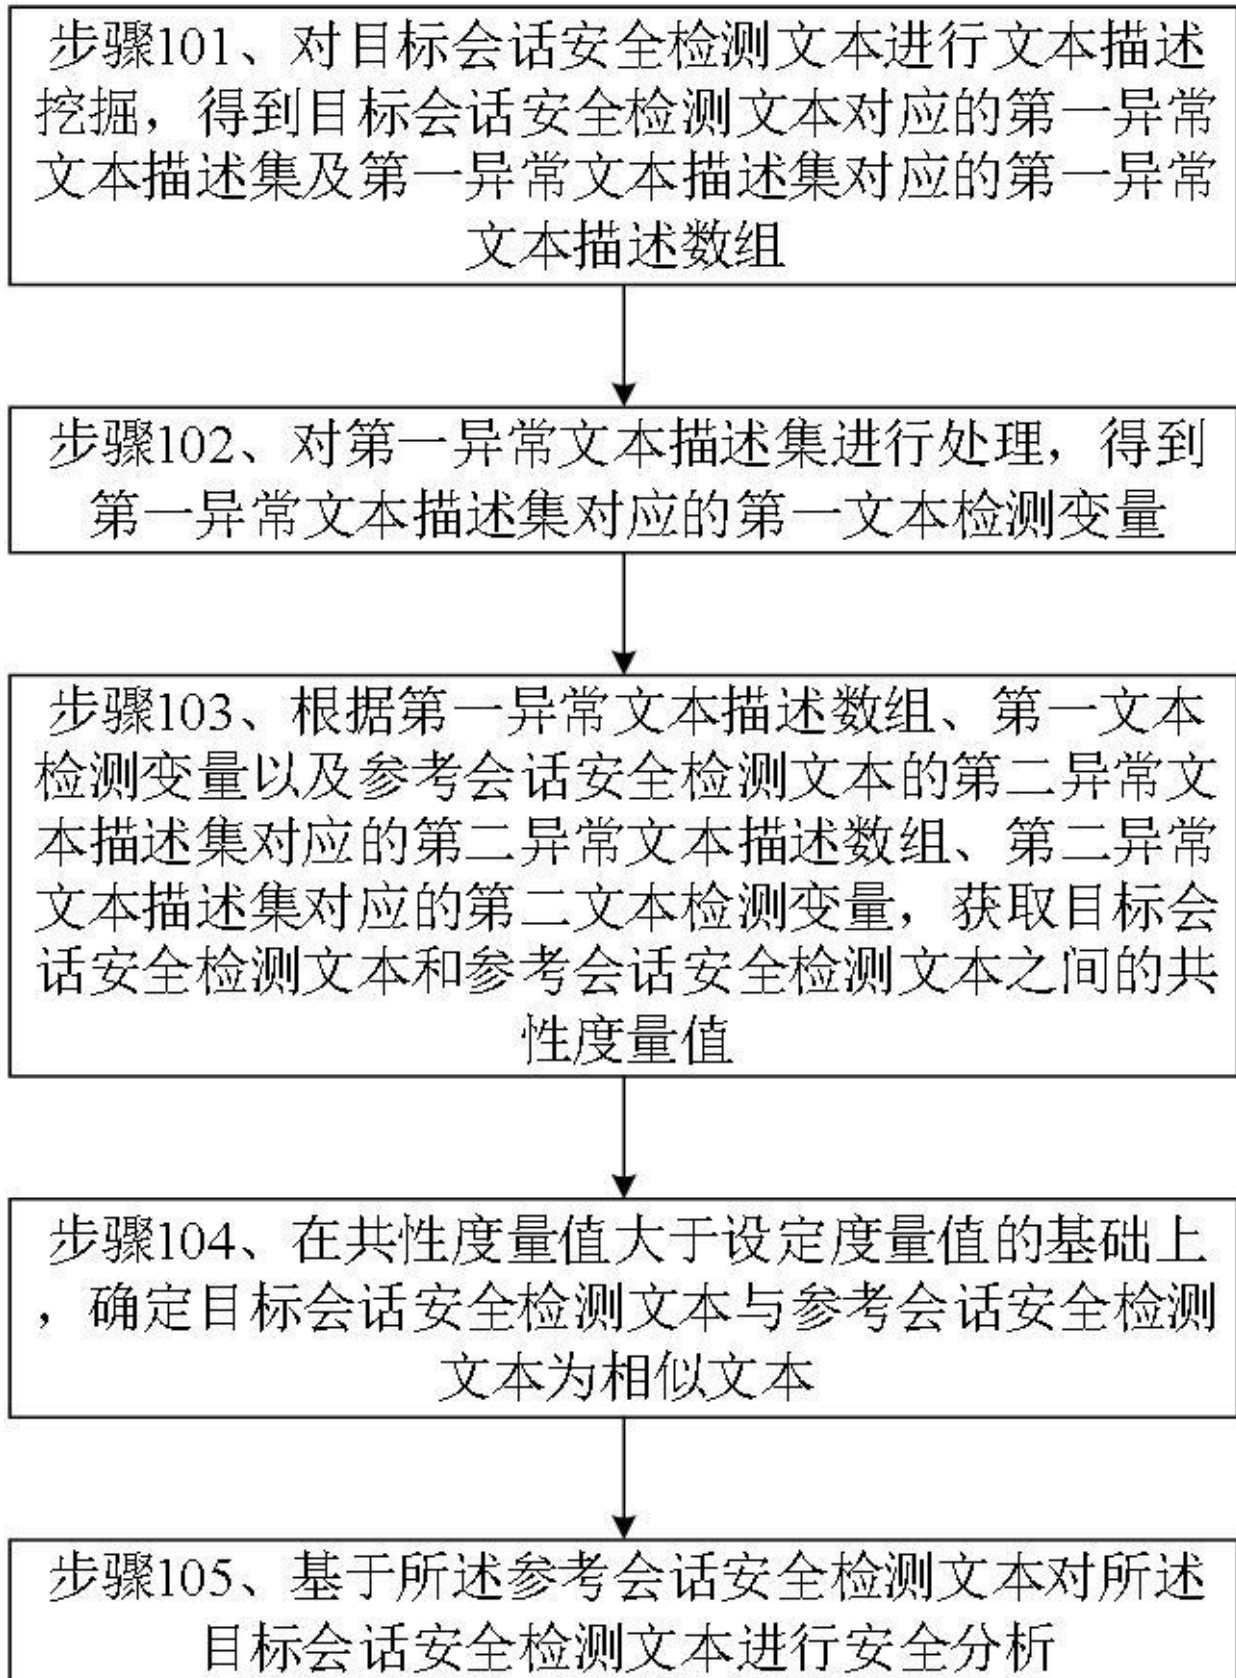 步骤101、对目标会话安全检测文本进行文本描述
挖掘，得到目标会话安全检测文本对应的第一异常
文本描述集及第一异常文本描述集对应的第一异常
文本描述数组
步骤102、对第一异常文本描述集进行处理，得到
第一异常文本描述集对应的第一文本检测变量
步骤103、根据第一异常文本描述数组、第一文本
检测变量以及参考会话安全检测文本的第二异常文
本描述集对应的第二异常文本描述数组、第二异常
文本描述集对应的第二文本检测变量，获取目标会
话安全检测文本和参考会话安全检测文本之间的共
性度量值
步骤104、在共性度量值大于设定度量值的基础上
，确定目标会话安全检测文本与参考会话安全检测
文本为相似文本
步骤105、基于所述参考会话安全检测文本对所述
目标会话安全检测文本进行安全分析